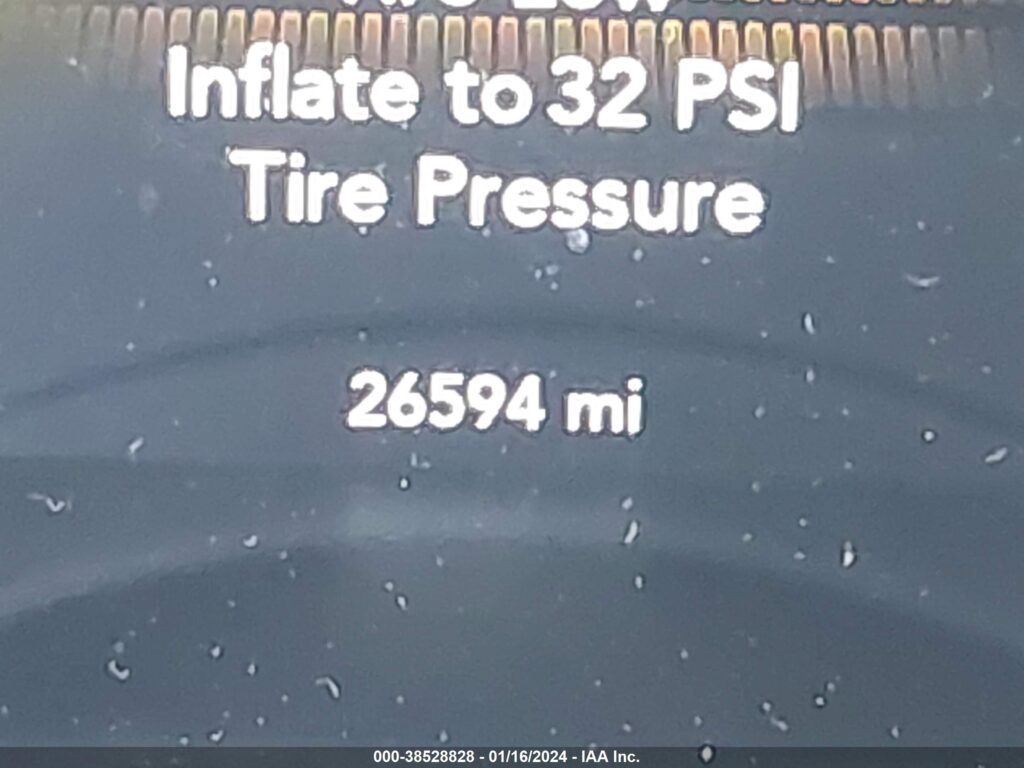 Inflate to 32 PSI
Tire Pressure
26594 mi
000-38528828 - 01/16/2024 - IAA Inc.